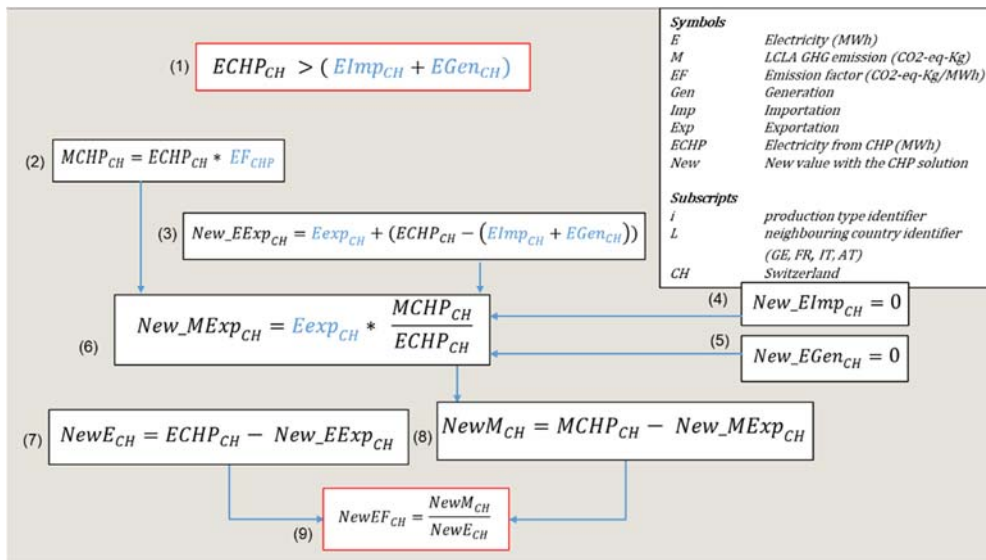 (1) ECHP_CH > (EImp_CH + EGen_CH)
(2) MCHP_CH = ECHP_CH * EF_CHP
(3) New_EExp_CH = Eexp_CH + (ECHP_CH − (EImp_CH + EGen_CH))
(4) New_EImp_CH = 0
(5) New_EGen_CH = 0
(6) New_MExp_CH = Eexp_CH * MCHP_CH / ECHP_CH
(7) NewE_CH = ECHP_CH − New_EExp_CH
(8) NewM_CH = MCHP_CH − New_MExp_CH
(9) NewEF_CH = NewM_CH / NewE_CH
Symbols
E Electricity (MWh)
M LCLA GHG emission (CO2-eq-Kg)
EF Emission factor (CO2-eq-Kg/MWh)
Gen Generation
Imp Importation
Exp Exportation
ECHP Electricity from CHP (MWh)
New New value with the CHP solution
Subscripts
i production type identifier
L neighbouring country identifier
(GE, FR, IT, AT)
CH Switzerland